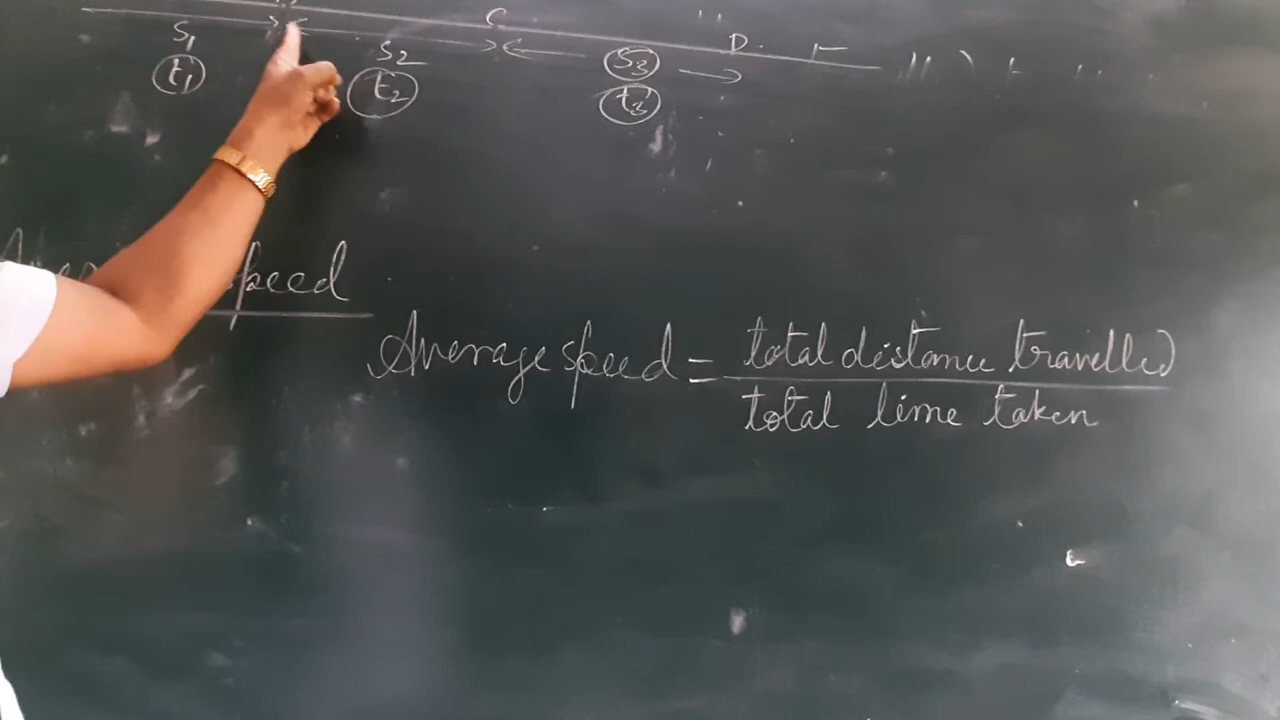 C
D
S1 S2 S3
t1 t2 t3
speed
Average speed = total distance travelled
total time taken